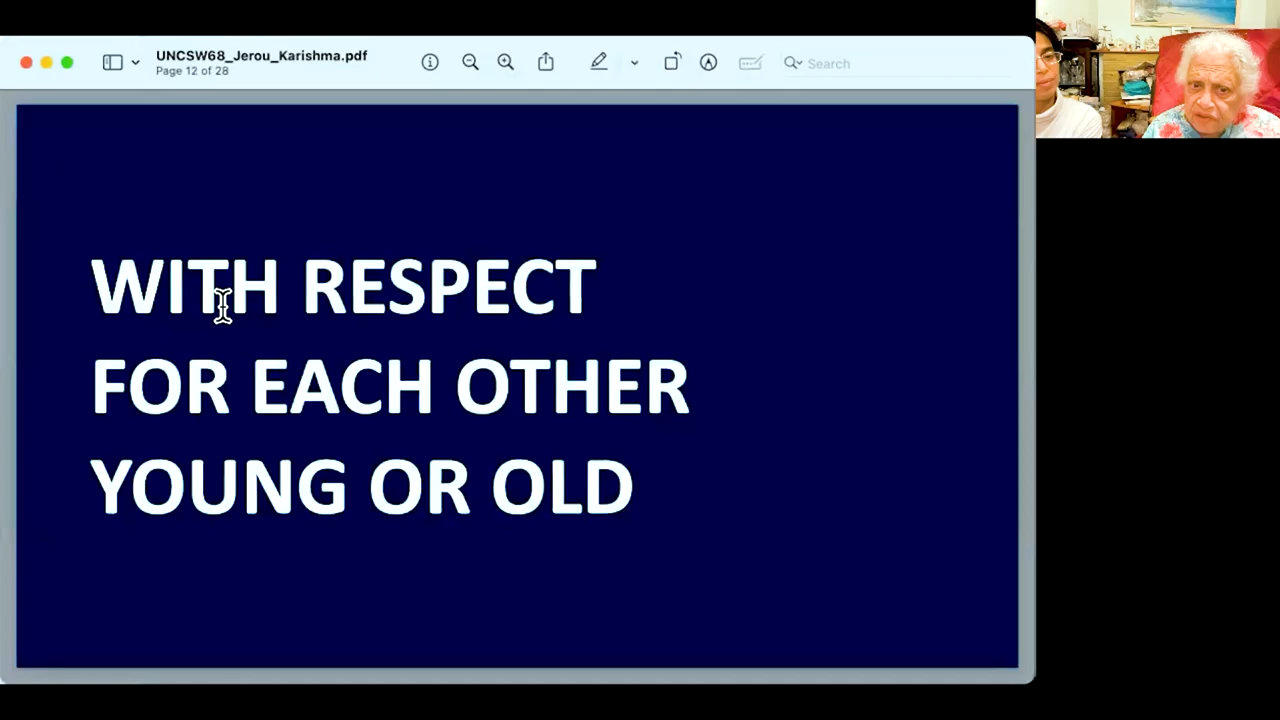 UNCSW68_Jerou_Karishma.pdf
Page 12 of 28
Search
WITH RESPECT
FOR EACH OTHER
YOUNG OR OLD